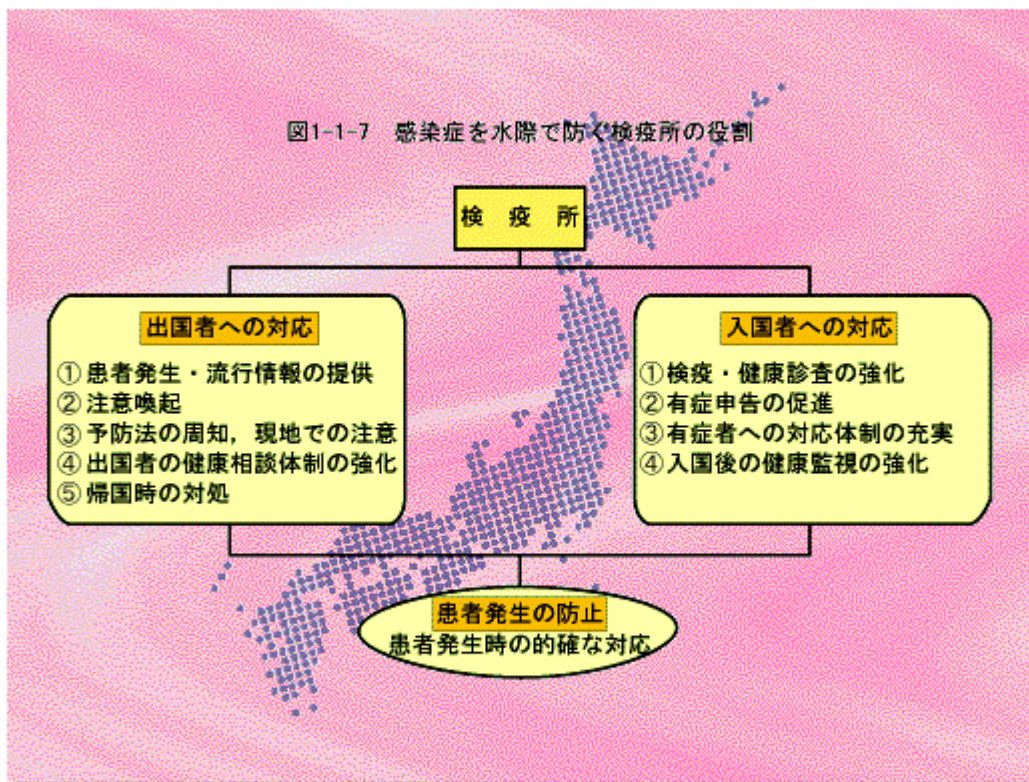 図1-1-7 感染症を水際で防ぐ検疫所の役割
検 疫 所
出国者への対応
① 患者発生・流行情報の提供
② 注意喚起
③ 予防法の周知，現地での注意
④ 出国者の健康相談体制の強化
⑤ 帰国時の対処
入国者への対応
① 検疫・健康診査の強化
② 有症申告の促進
③ 有症者への対応体制の充実
④ 入国後の健康監視の強化
患者発生の防止
患者発生時の的確な対応